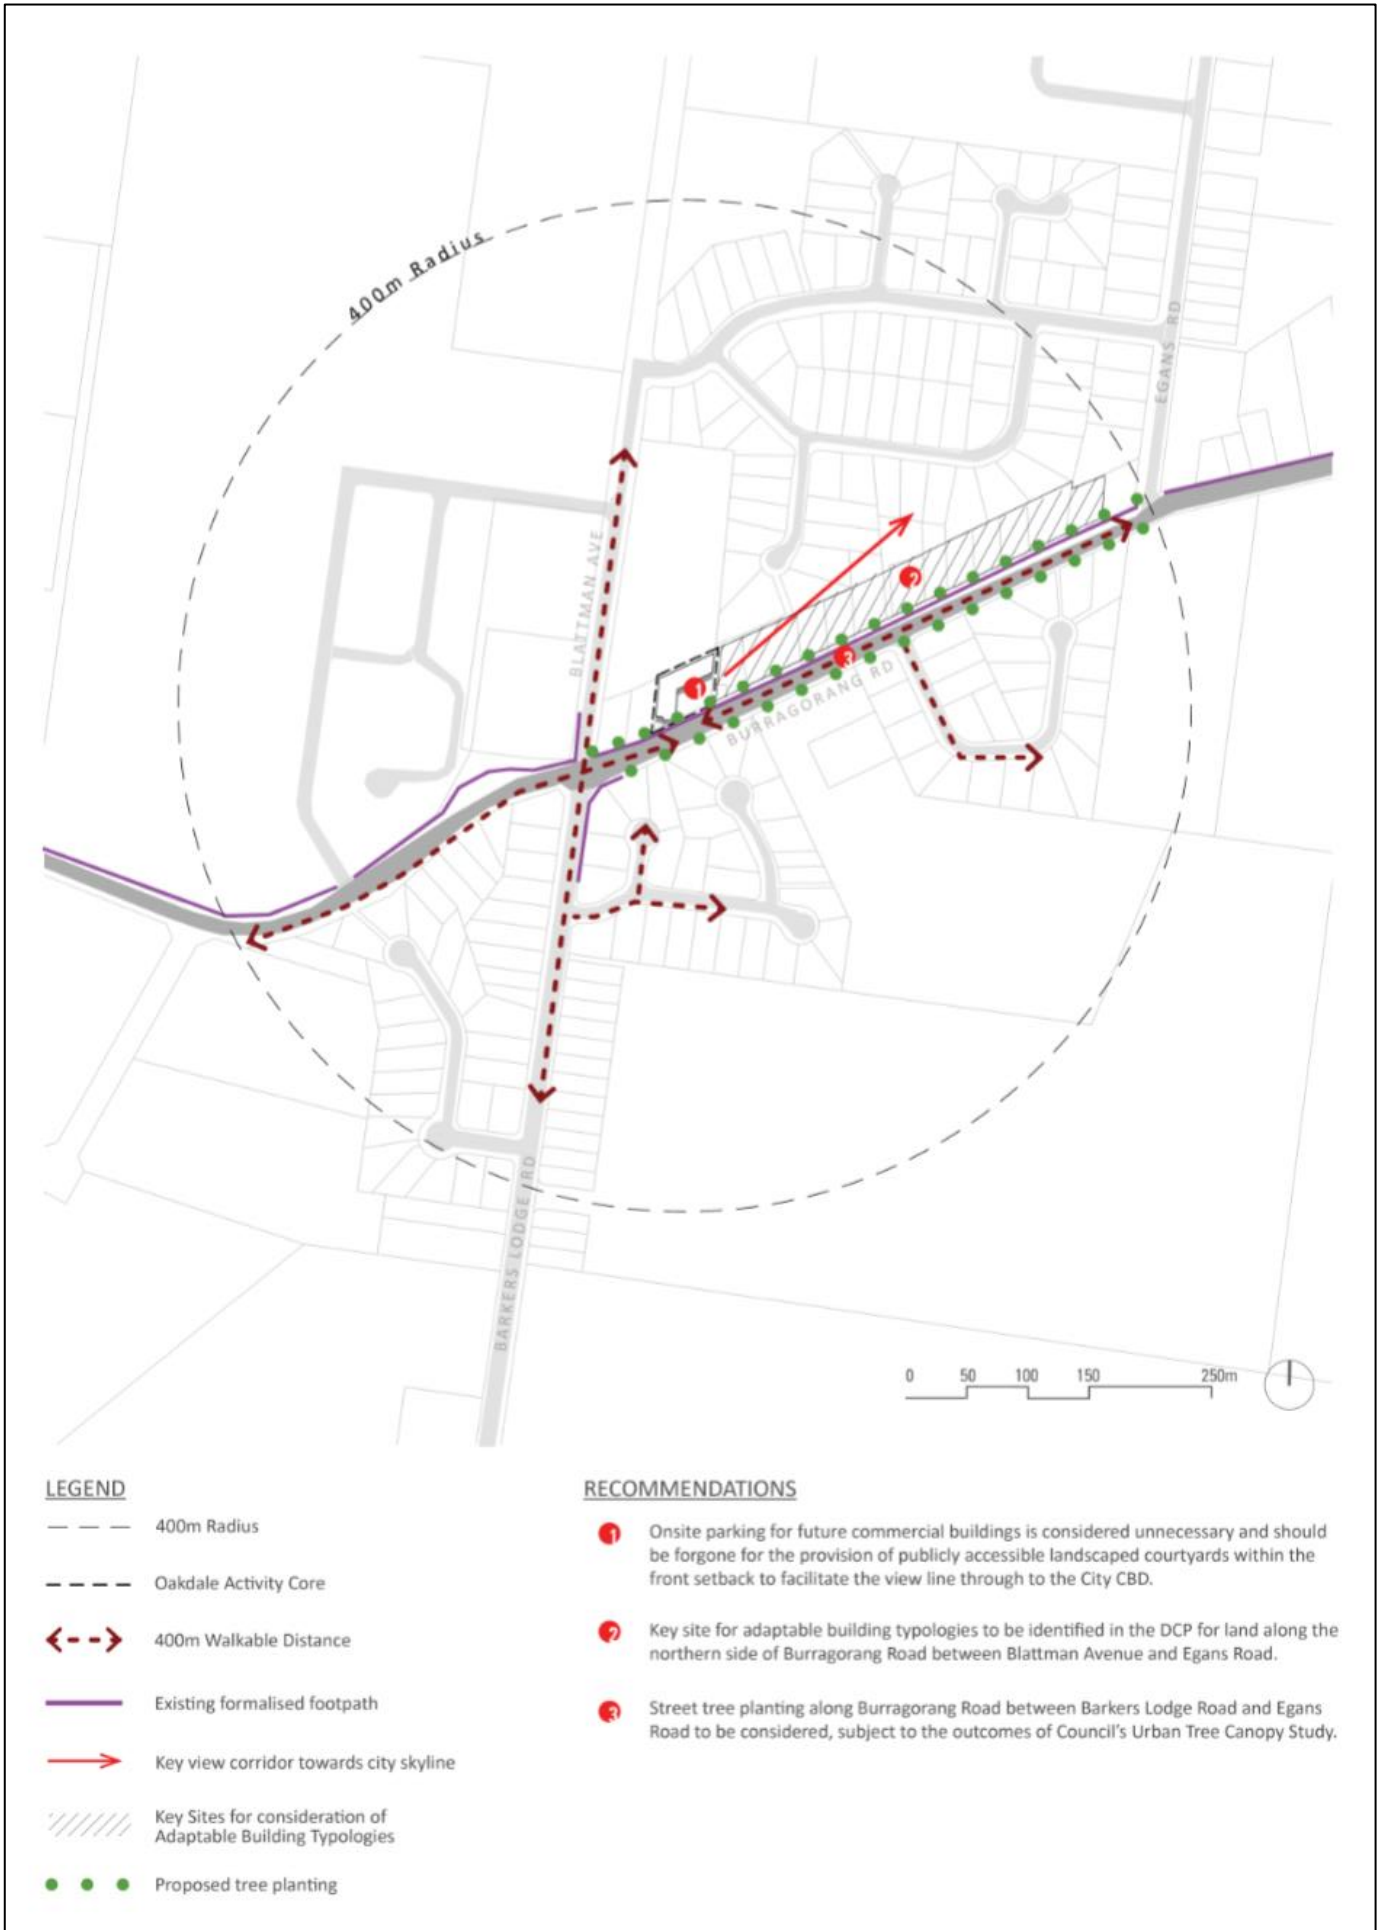 400m Radius
EGANS RD
BLATTMAN AVE
2
3
1
BURRAGORANG RD
BARKERS LODGE RD
0 50 100 150 250m
LEGEND
400m Radius
Oakdale Activity Core
400m Walkable Distance
Existing formalised footpath
Key view corridor towards city skyline
Key Sites for consideration of
Adaptable Building Typologies
Proposed tree planting
RECOMMENDATIONS
1 Onsite parking for future commercial buildings is considered unnecessary and should
be forgone for the provision of publicly accessible landscaped courtyards within the
front setback to facilitate the view line through to the City CBD.
2 Key site for adaptable building typologies to be identified in the DCP for land along the
northern side of Burragorang Road between Blattman Avenue and Egans Road.
3 Street tree planting along Burragorang Road between Barkers Lodge Road and Egans
Road to be considered, subject to the outcomes of Council's Urban Tree Canopy Study.